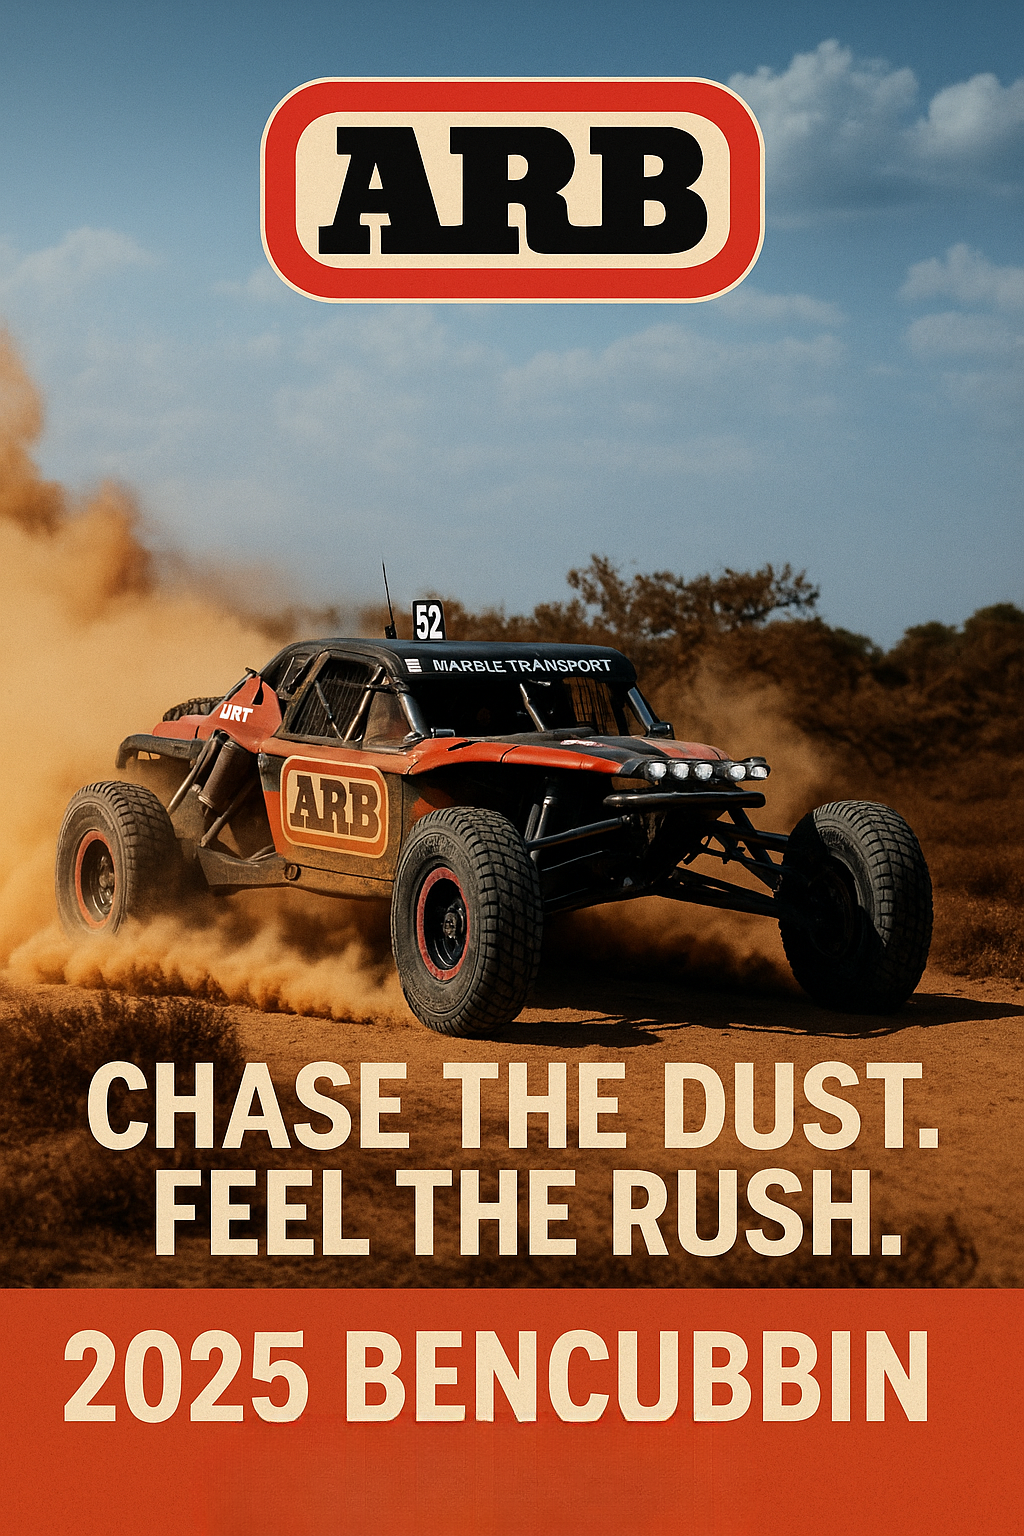 ARB
52
MARBLE TRANSPORT
URT
ARB
CHASE THE DUST.
FEEL THE RUSH.
2025 BENCUBBIN